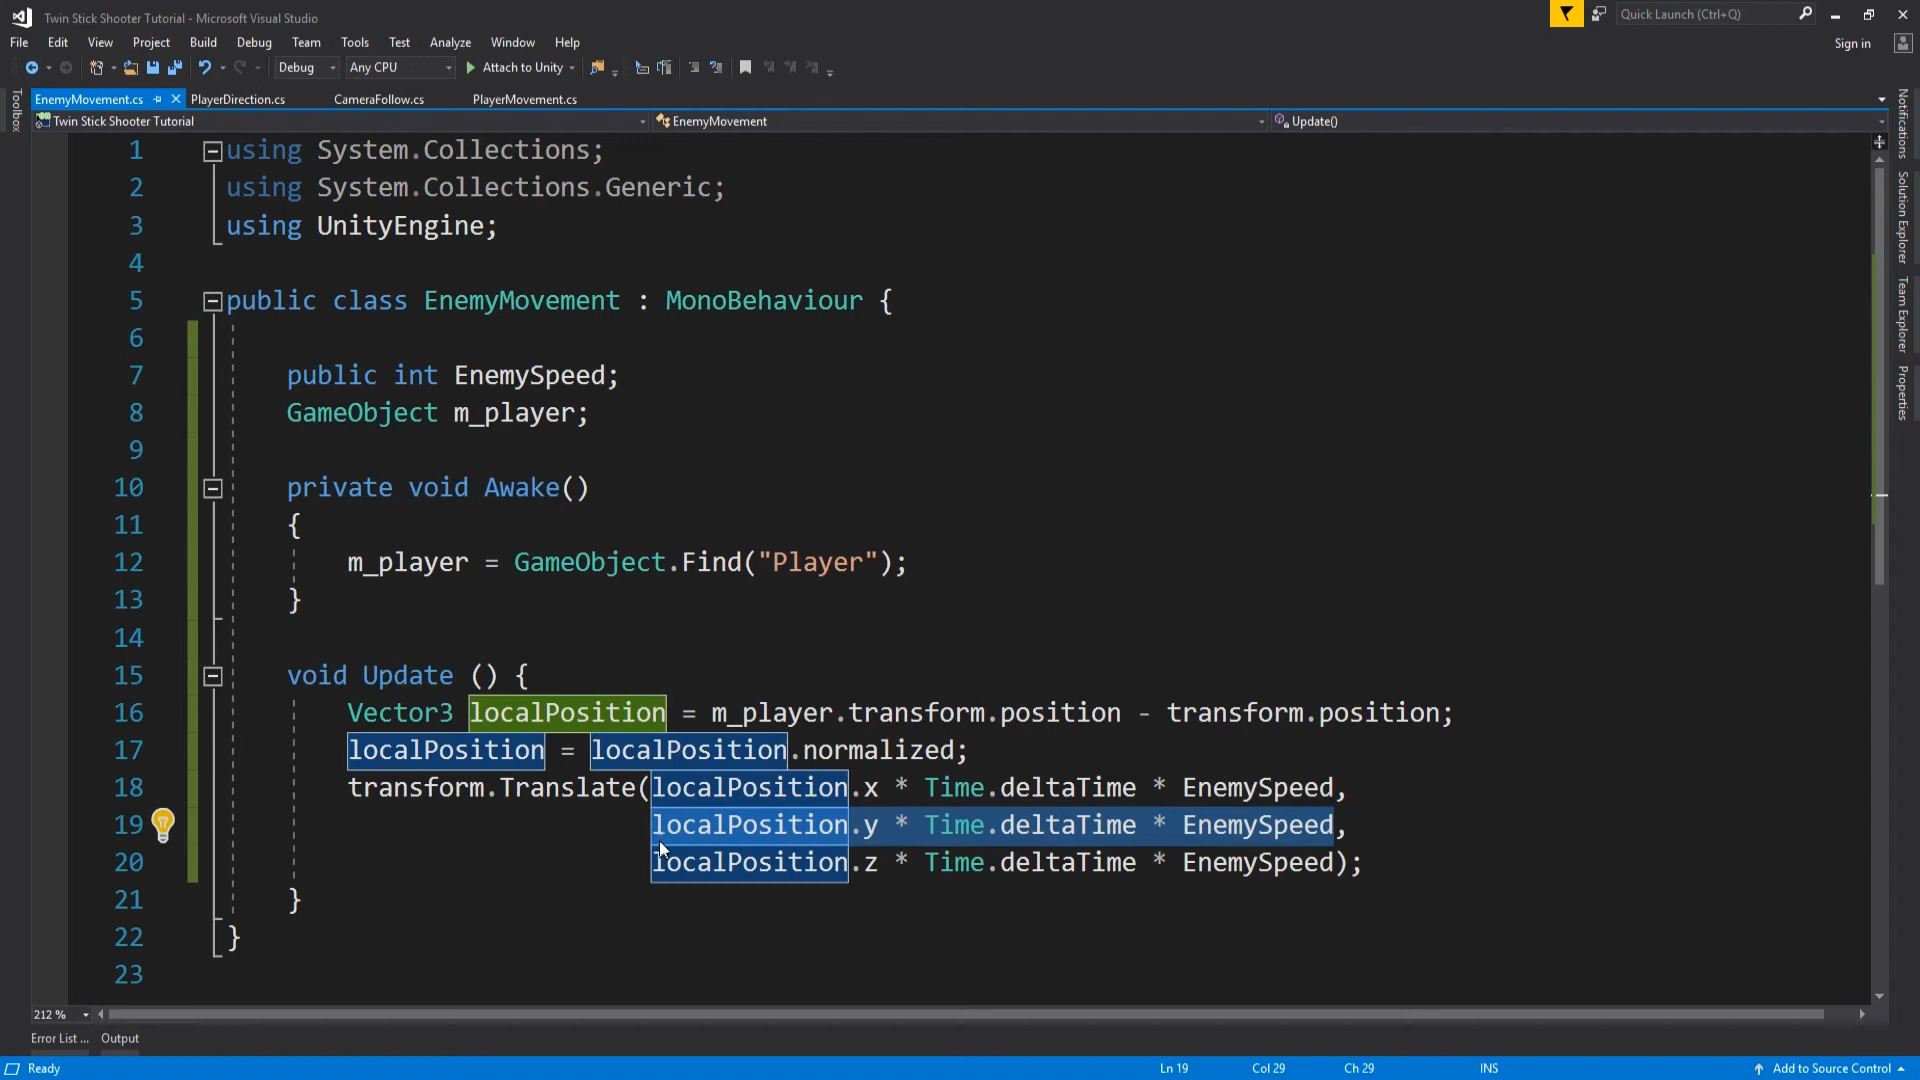 Twin Stick Shooter Tutorial - Microsoft Visual Studio
Quick Launch (Ctrl+Q)
File Edit View Project Build Debug Team Tools Test Analyze Window Help
Sign in
Debug Any CPU Attach to Unity
EnemyMovement.cs PlayerDirection.cs CameraFollow.cs PlayerMovement.cs
Twin Stick Shooter Tutorial EnemyMovement Update()
Toolbox
Notifications
Solution Explorer
Team Explorer
Properties
1 using System.Collections;
2 using System.Collections.Generic;
3 using UnityEngine;
4
5 public class EnemyMovement : MonoBehaviour {
6
7 public int EnemySpeed;
8 GameObject m_player;
9
10 private void Awake()
11 {
12 m_player = GameObject.Find("Player");
13 }
14
15 void Update () {
16 Vector3 localPosition = m_player.transform.position - transform.position;
17 localPosition = localPosition.normalized;
18 transform.Translate(localPosition.x * Time.deltaTime * EnemySpeed,
19 localPosition.y * Time.deltaTime * EnemySpeed,
20 localPosition.z * Time.deltaTime * EnemySpeed);
21 }
22 }
23
212 %
Error List ... Output
Ready Ln 19 Col 29 Ch 29 INS Add to Source Control